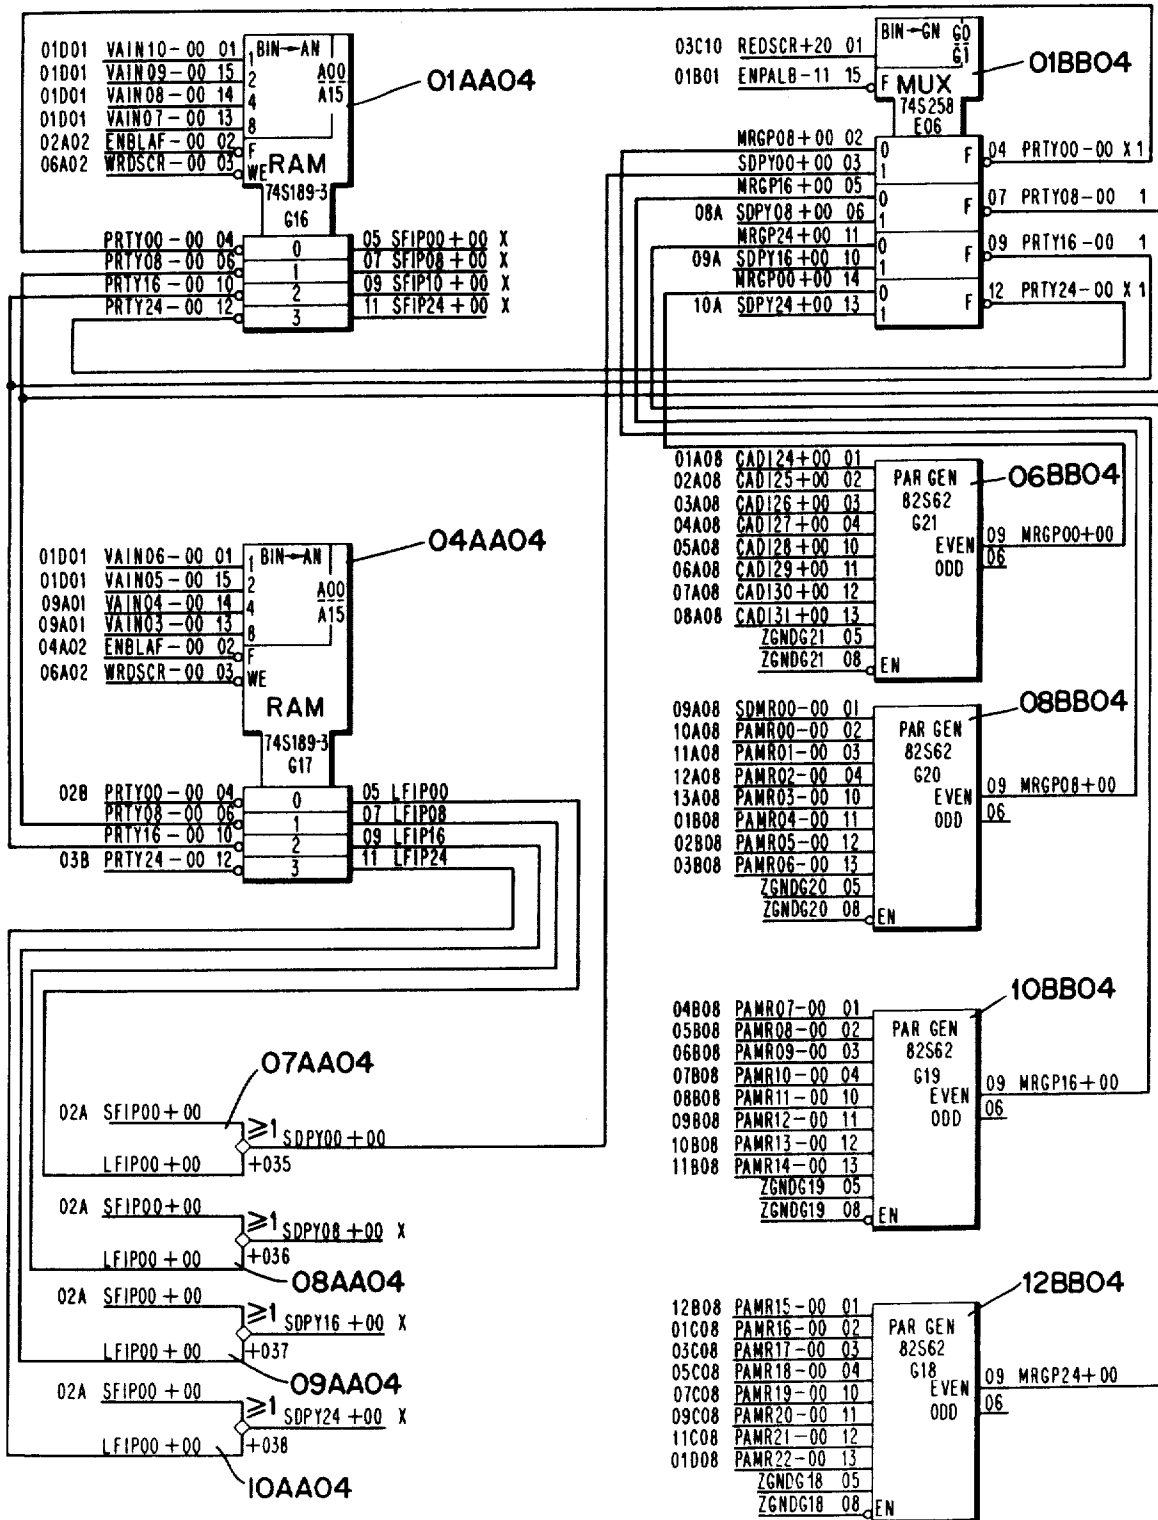 01D01 VAIN10-00 01
01D01 VAIN09-00 15
01D01 VAIN08-00 14
01D01 VAIN07-00 13
02A02 ENBLAF-00 02
06A02 WRDSCR-00 03
BIN→AN
1
2
4
8
A00
A15
F
WE
RAM
74S189-3
G16
01AA04
PRTY00-00 04
PRTY08-00 06
PRTY16-00 10
PRTY24-00 12
0
1
2
3
05 SFIP00+00 X
07 SFIP08+00 X
09 SFIP10+00 X
11 SFIP24+00 X
03C10 REDSCR+20 01
01B01 ENPALB-11 15
BIN→GN
G0
G1
F
MUX
74S258
E06
01BB04
MRGP08+00 02
SDPY00+00 03
MRGP16+00 05
08A SDPY08+00 06
MRGP24+00 11
09A SDPY16+00 10
MRGP00+00 14
10A SDPY24+00 13
0 F
1
0 F
1
0 F
1
0 F
1
04 PRTY00-00 X 1
07 PRTY08-00 1
09 PRTY16-00 1
12 PRTY24-00 X 1
01D01 VAIN06-00 01
01D01 VAIN05-00 15
09A01 VAIN04-00 14
09A01 VAIN03-00 13
04A02 ENBLAF-00 02
06A02 WRDSCR-00 03
BIN→AN
1
2
4
8
A00
A15
F
WE
RAM
74S189-3
G17
04AA04
02B PRTY00-00 04
PRTY08-00 06
PRTY16-00 10
03B PRTY24-00 12
0
1
2
3
05 LFIP00
07 LFIP08
09 LFIP16
11 LFIP24
01A08 CADI24+00 01
02A08 CADI25+00 02
03A08 CADI26+00 03
04A08 CADI27+00 04
05A08 CADI28+00 10
06A08 CADI29+00 11
07A08 CADI30+00 12
08A08 CADI31+00 13
ZGNDG21 05
ZGNDG21 08
PAR GEN
82S62
G21
EVEN
ODD
EN
06BB04
09 MRGP00+00
06
09A08 SDMR00-00 01
10A08 PAMR00-00 02
11A08 PAMR01-00 03
12A08 PAMR02-00 04
13A08 PAMR03-00 10
01B08 PAMR04-00 11
02B08 PAMR05-00 12
03B08 PAMR06-00 13
ZGNDG20 05
ZGNDG20 08
PAR GEN
82S62
G20
EVEN
ODD
EN
08BB04
09 MRGP08+00
06
04B08 PAMR07-00 01
05B08 PAMR08-00 02
06B08 PAMR09-00 03
07B08 PAMR10-00 04
08B08 PAMR11-00 10
09B08 PAMR12-00 11
10B08 PAMR13-00 12
11B08 PAMR14-00 13
ZGNDG19 05
ZGNDG19 08
PAR GEN
82S62
G19
EVEN
ODD
EN
10BB04
09 MRGP16+00
06
07AA04
02A SFIP00+00
≥1 SDPY00+00
LFIP00+00 +035
02A SFIP00+00
≥1 SDPY08+00 X
LFIP00+00 +036
08AA04
02A SFIP00+00
≥1 SDPY16+00 X
LFIP00+00 +037
09AA04
02A SFIP00+00
≥1 SDPY24+00 X
LFIP00+00 +038
10AA04
12B08 PAMR15-00 01
01C08 PAMR16-00 02
03C08 PAMR17-00 03
05C08 PAMR18-00 04
07C08 PAMR19-00 10
09C08 PAMR20-00 11
11C08 PAMR21-00 12
01D08 PAMR22-00 13
ZGNDG18 05
ZGNDG18 08
PAR GEN
82S62
G18
EVEN
ODD
EN
12BB04
09 MRGP24+00
06